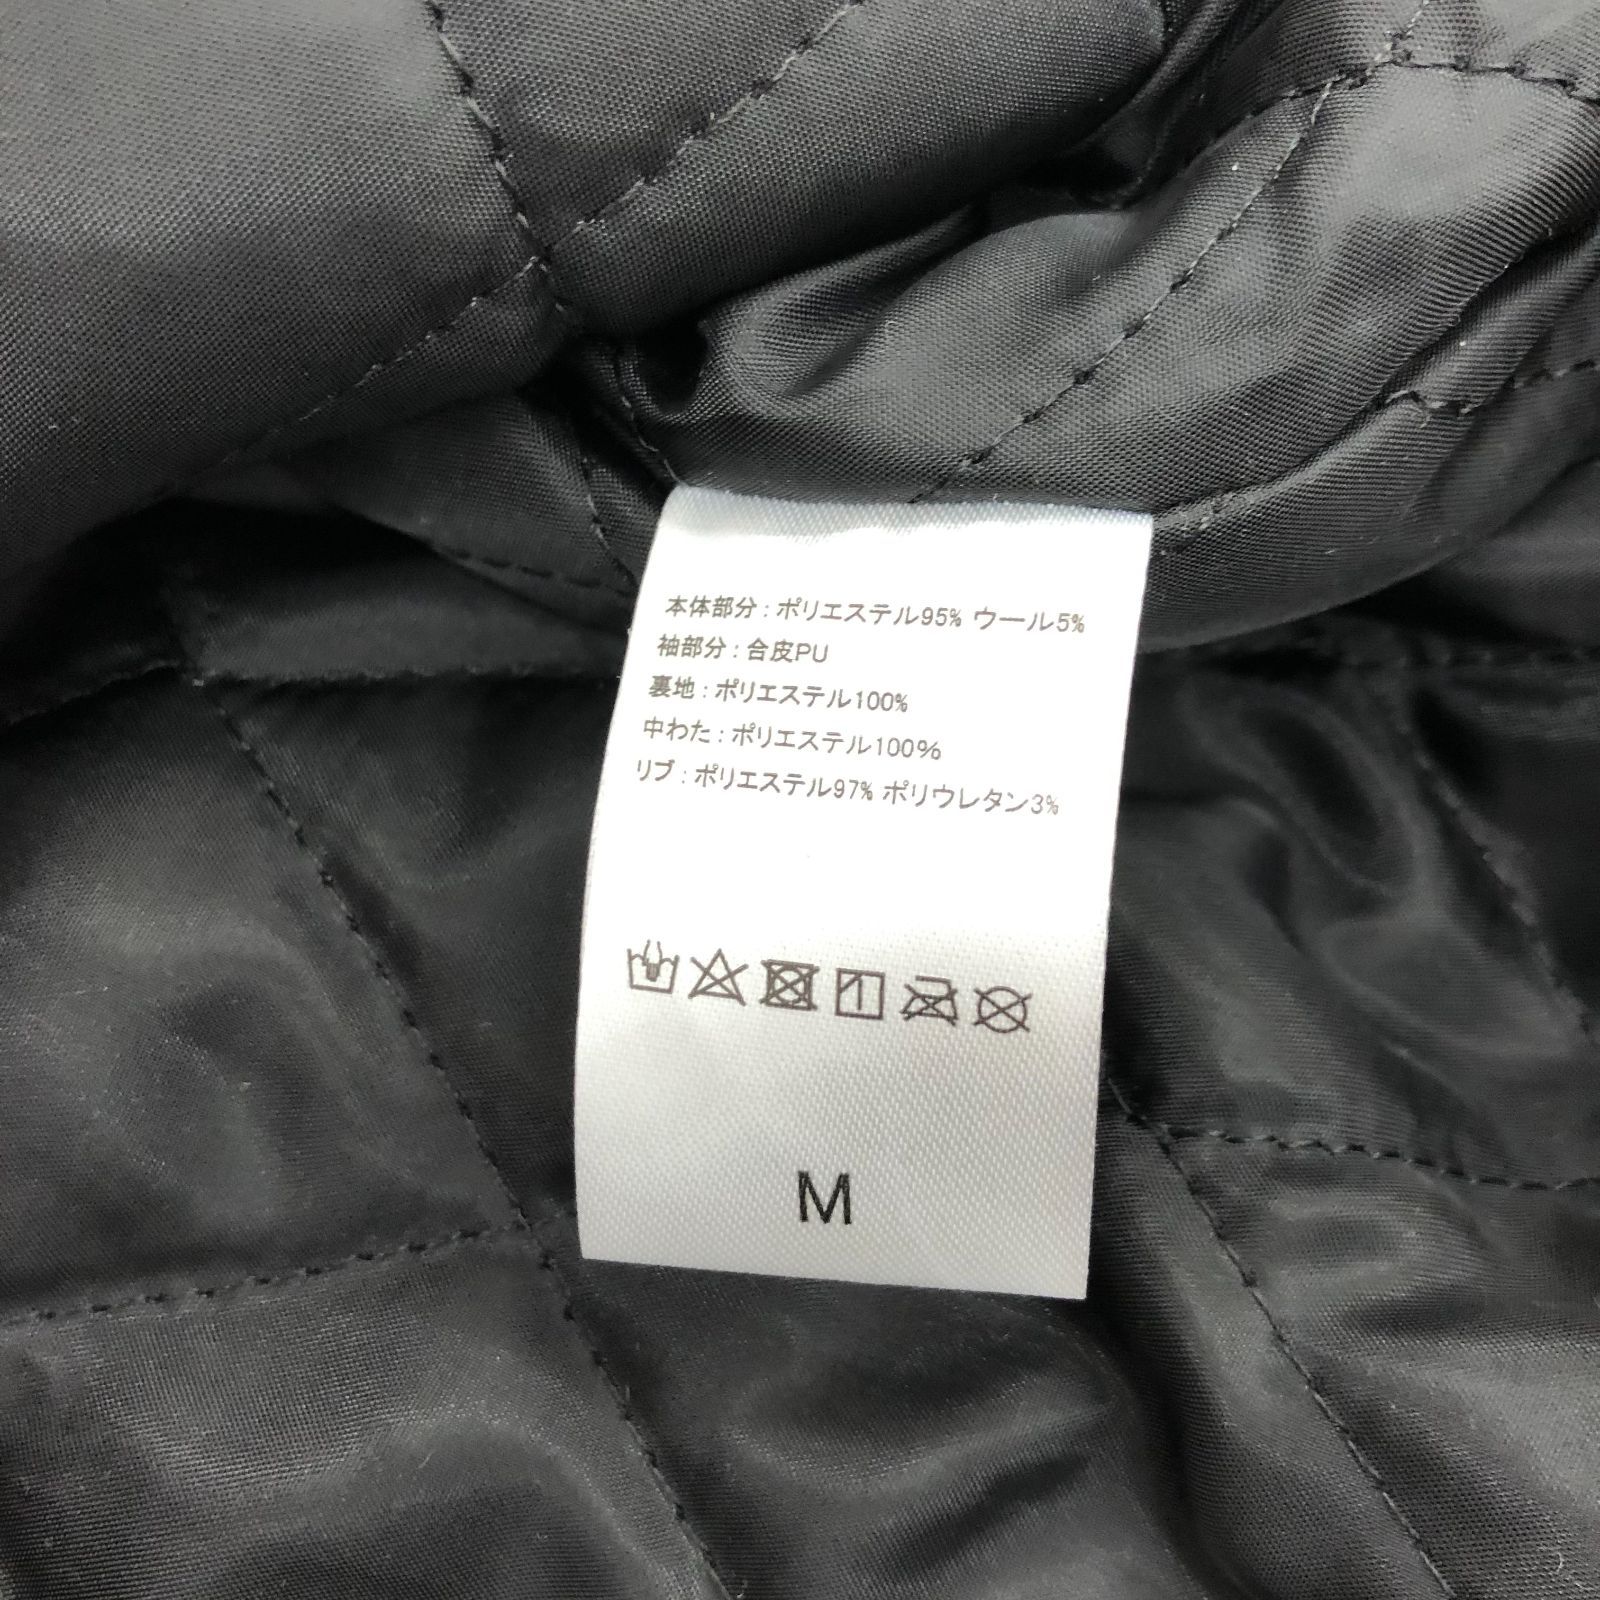 本体部分：ポリエステル95% ウール5%
袖部分：合皮PU
裏地：ポリエステル100%
中わた：ポリエステル100%
リブ：ポリエステル97% ポリウレタン3%
M